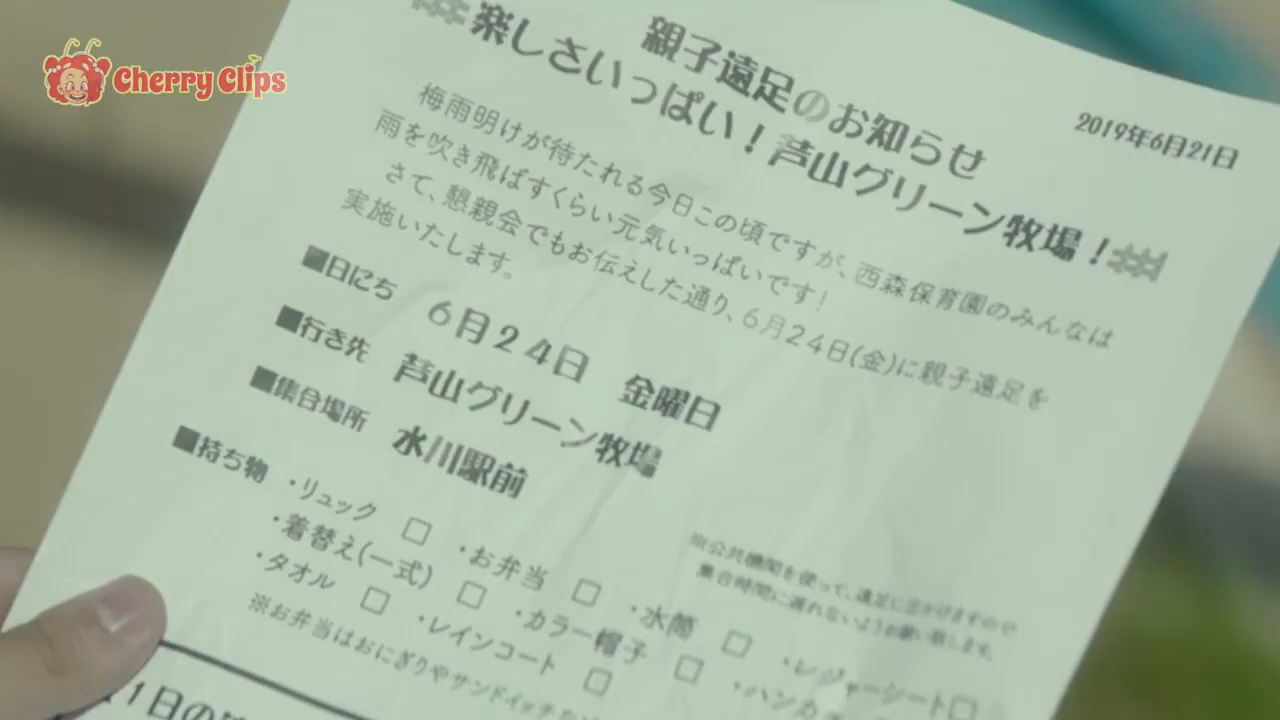 Cherry Clips
2019年6月21日
親子遠足のお知らせ
楽しさいっぱい！芦山グリーン牧場！
梅雨明けが待たれる今日この頃ですが、西森保育園のみんなは
雨を吹き飛ばすくらい元気いっぱいです！
さて、懇親会でもお伝えした通り、6月24日(金)に親子遠足を
実施いたします。
■日にち 6月24日 金曜日
■行き先 芦山グリーン牧場
■集合場所 水川駅前
※公共機関を使って、遠足に出かけますので
集合時間に遅れないようお願い致します。
■持ち物 ・リュック □ ・お弁当 □ ・水筒 □ ・レジャーシート□
・着替え(一式) □ ・カラー帽子 □ ・ハンカ
・タオル □ ・レインコート □
※お弁当はおにぎりやサンドイッチ
1日の